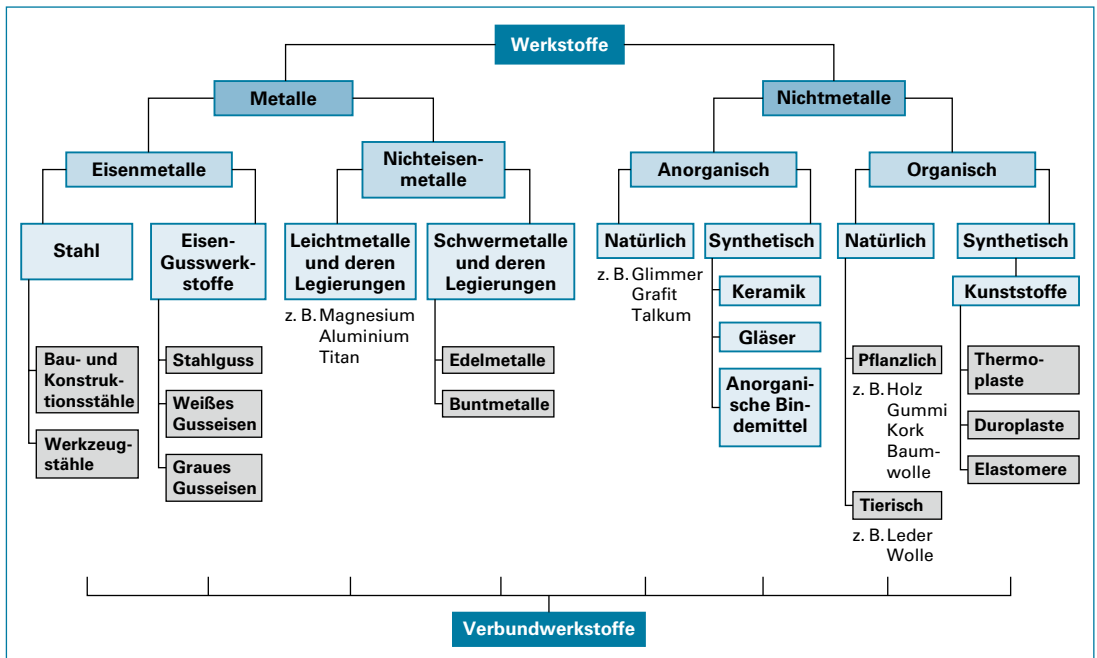 Werkstoffe
Metalle
Nichtmetalle
Eisenmetalle
Nichteisen-
metalle
Anorganisch
Organisch
Stahl
Eisen-
Gusswerk-
stoffe
Leichtmetalle
und deren
Legierungen
Schwermetalle
und deren
Legierungen
Natürlich
Synthetisch
Natürlich
Synthetisch
z. B. Magnesium
Aluminium
Titan
z. B. Glimmer
Grafit
Talkum
Keramik
Gläser
Anorgani-
sche Bin-
demittel
Kunststoffe
Bau- und
Konstruk-
tionsstähle
Werkzeug-
stähle
Stahlguss
Weißes
Gusseisen
Graues
Gusseisen
Edelmetalle
Buntmetalle
Pflanzlich
z. B. Holz
Gummi
Kork
Baum-
wolle
Tierisch
z. B. Leder
Wolle
Thermo-
plaste
Duroplaste
Elastomere
Verbundwerkstoffe